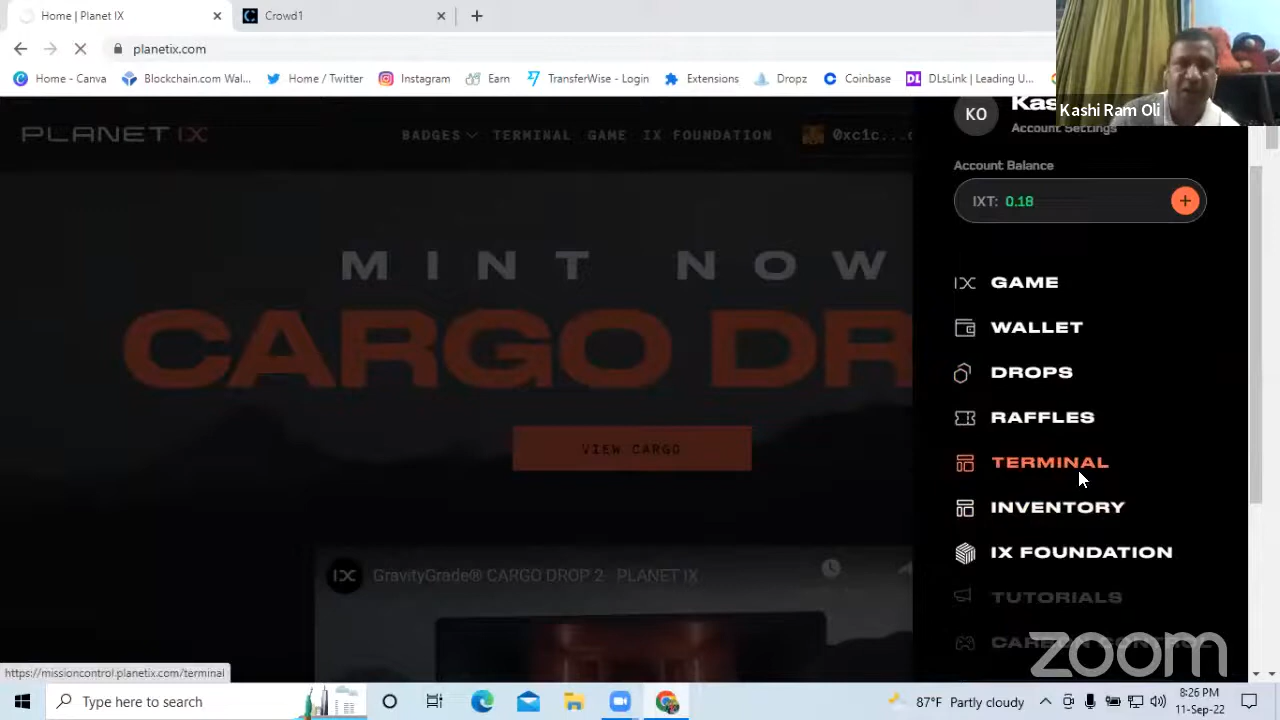 Home | Planet IX
Crowd1
planetix.com
Home - Canva
Blockchain.com Wal...
Home / Twitter
Instagram
Earn
TransferWise - Login
Extensions
Dropz
Coinbase
DL
DLsLink | Leading U...
Kashi Ram Oli
PLANET IX
BADGES
TERMINAL
GAME
IX FOUNDATION
0xc1c...
KO
Account Settings
Account Balance
IXT: 0.18
GAME
WALLET
DROPS
RAFFLES
TERMINAL
INVENTORY
IX FOUNDATION
TUTORIALS
MINT NOW
CARGO
VIEW CARGO
IX
GravityGrade® CARGO DROP 2 - PLANET IX
zoom
https://missioncontrol.planetix.com/terminal
Type here to search
87°F Partly cloudy
8:26 PM
11-Sep-22